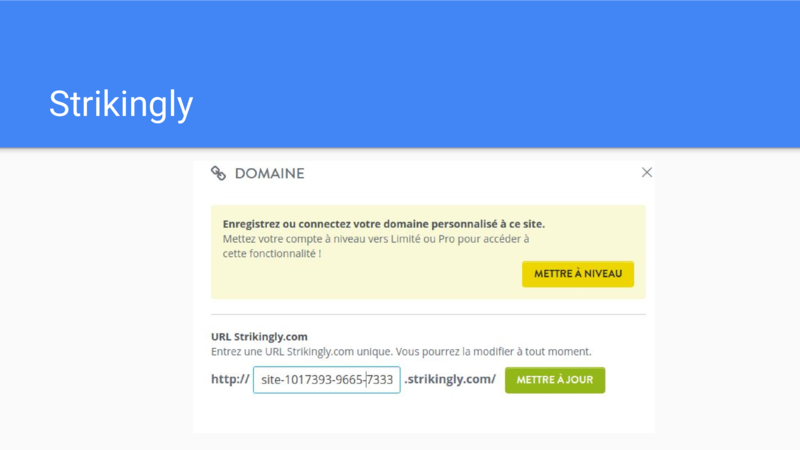 Strikingly
DOMAINE
Enregistrez ou connectez votre domaine personnalisé à ce site.
Mettez votre compte à niveau vers Limité ou Pro pour accéder à
cette fonctionnalité !
METTRE À NIVEAU
URL Strikingly.com
Entrez une URL Strikingly.com unique. Vous pourrez la modifier à tout moment.
http:// site-1017393-9665-7333 .strikingly.com/ METTRE À JOUR